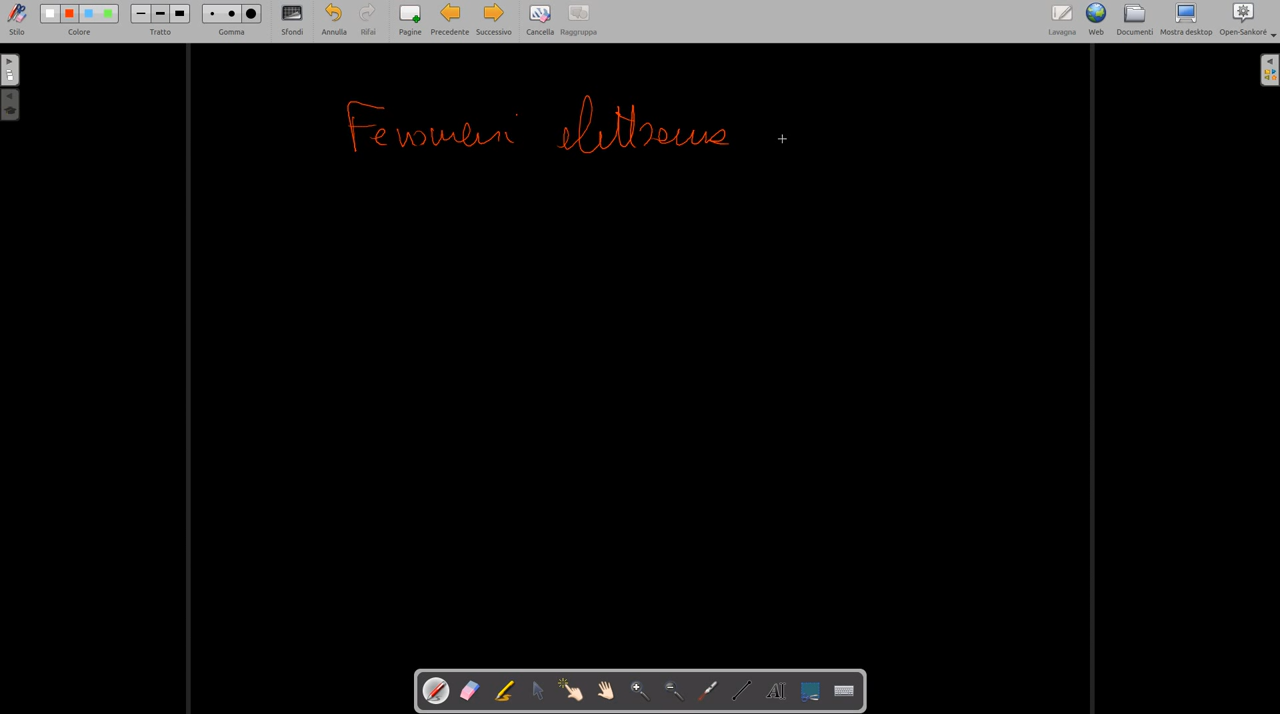 Stilo Colore Tratto Gomma Sfondi Annulla Rifai Pagine Precedente Successivo Cancella Raggruppa Lavagna Web Documenti Mostra desktop Open-Sankoré
Fenomeni